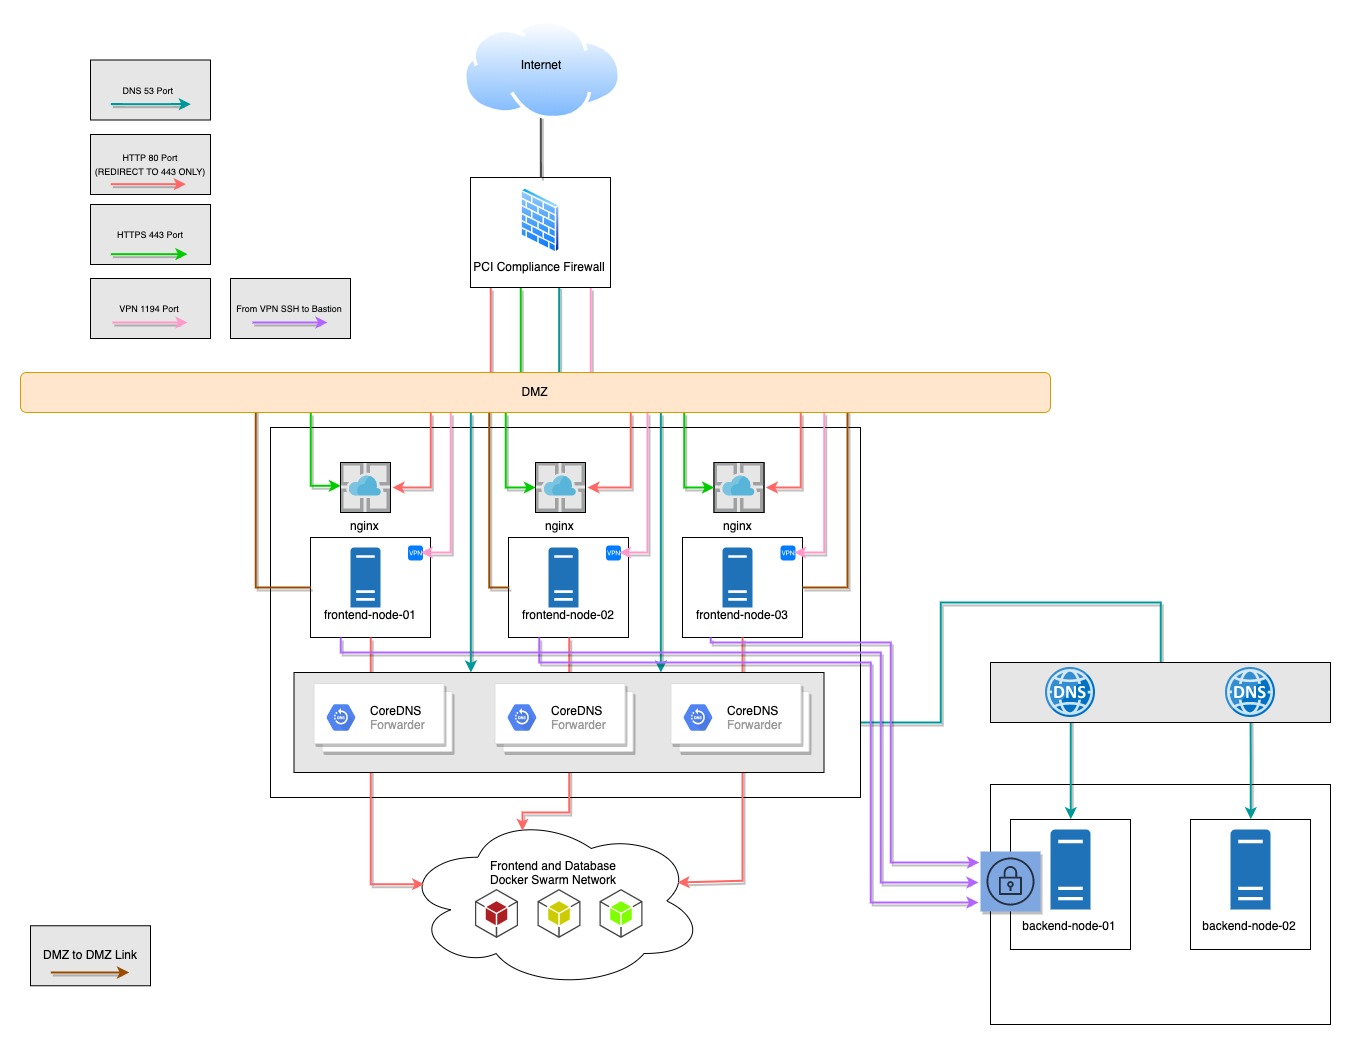 Internet
DNS 53 Port
HTTP 80 Port
(REDIRECT TO 443 ONLY)
HTTPS 443 Port
PCI Compliance Firewall
VPN 1194 Port
From VPN SSH to Bastion
DMZ
nginx
nginx
nginx
VPN
VPN
VPN
frontend-node-01
frontend-node-02
frontend-node-03
DNS
DNS
DNS
CoreDNS
Forwarder
DNS
CoreDNS
Forwarder
DNS
CoreDNS
Forwarder
Frontend and Database
Docker Swarm Network
backend-node-01
backend-node-02
DMZ to DMZ Link